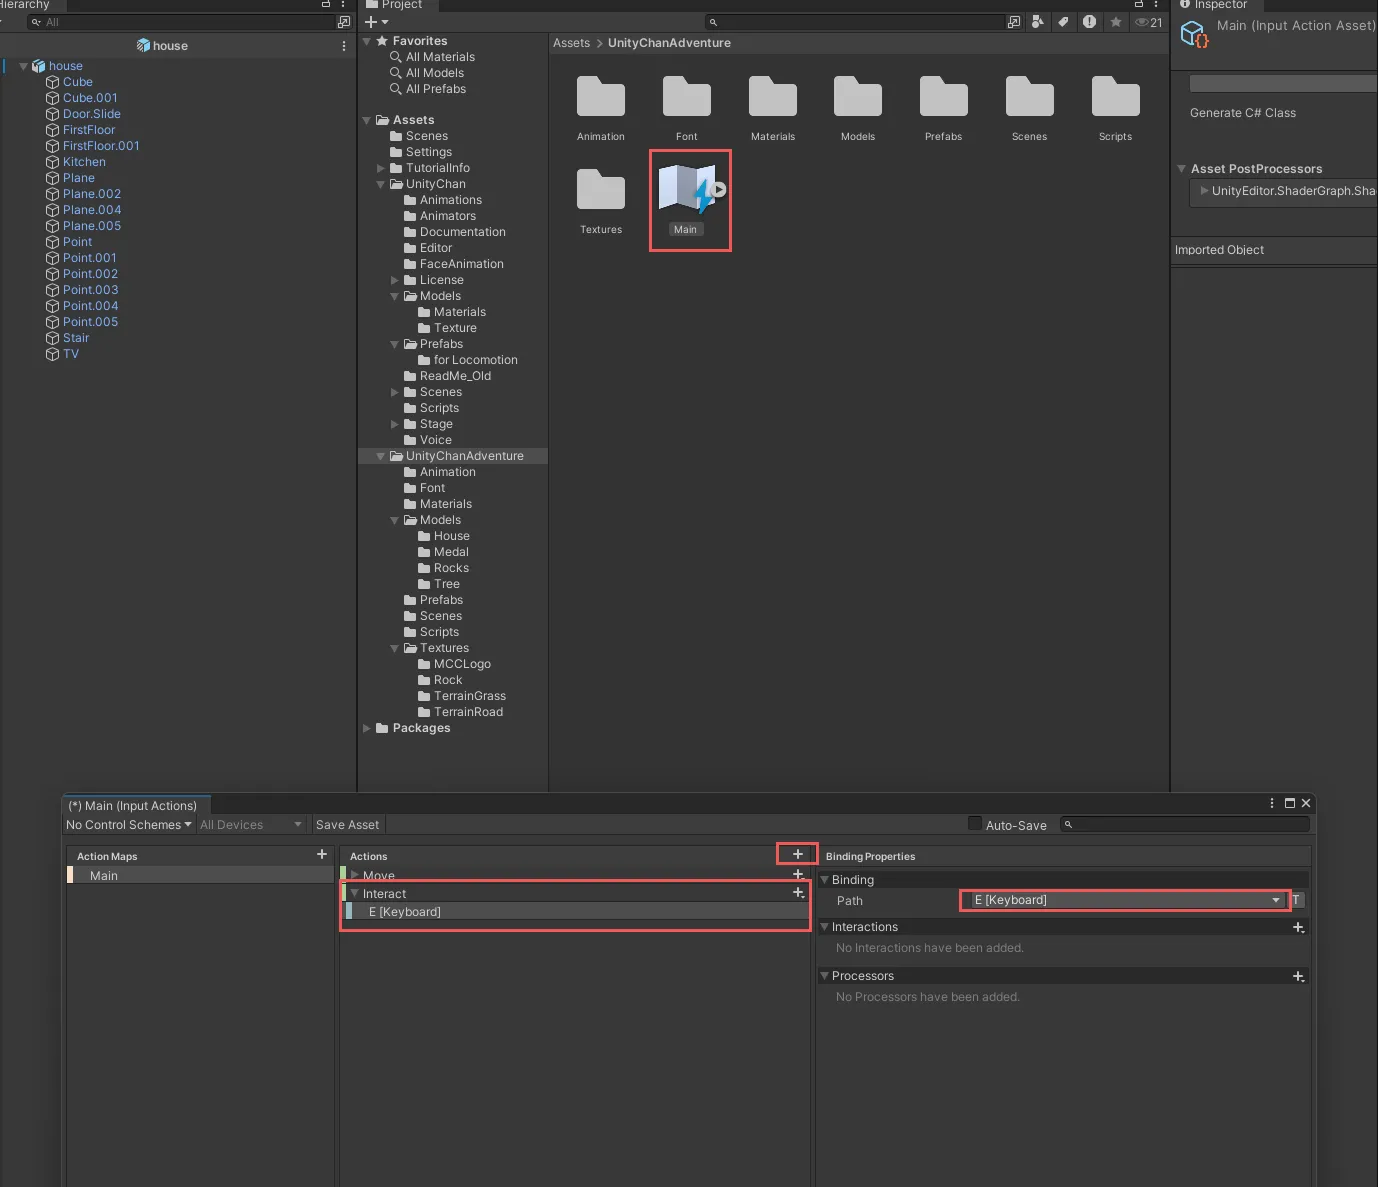 Hierarchy
All
house
house
Cube
Cube.001
Door.Slide
FirstFloor
FirstFloor.001
Kitchen
Plane
Plane.002
Plane.004
Plane.005
Point
Point.001
Point.002
Point.003
Point.004
Point.005
Stair
TV
Project
21
Favorites
All Materials
All Models
All Prefabs
Assets
Scenes
Settings
TutorialInfo
UnityChan
Animations
Animators
Documentation
Editor
FaceAnimation
License
Models
Materials
Texture
Prefabs
for Locomotion
ReadMe_Old
Scenes
Scripts
Stage
Voice
UnityChanAdventure
Animation
Font
Materials
Models
House
Medal
Rocks
Tree
Prefabs
Scenes
Scripts
Textures
MCCLogo
Rock
TerrainGrass
TerrainRoad
Packages
Assets > UnityChanAdventure
Animation
Font
Materials
Models
Prefabs
Scenes
Scripts
Textures
Main
Inspector
Main (Input Action Asset)
Generate C# Class
Asset PostProcessors
UnityEditor.ShaderGraph.Sha
Imported Object
(*) Main (Input Actions)
No Control Schemes
All Devices
Save Asset
Auto-Save
Action Maps
Main
Actions
Move
Interact
E [Keyboard]
Binding Properties
Binding
Path
E [Keyboard]
T
Interactions
No Interactions have been added.
Processors
No Processors have been added.